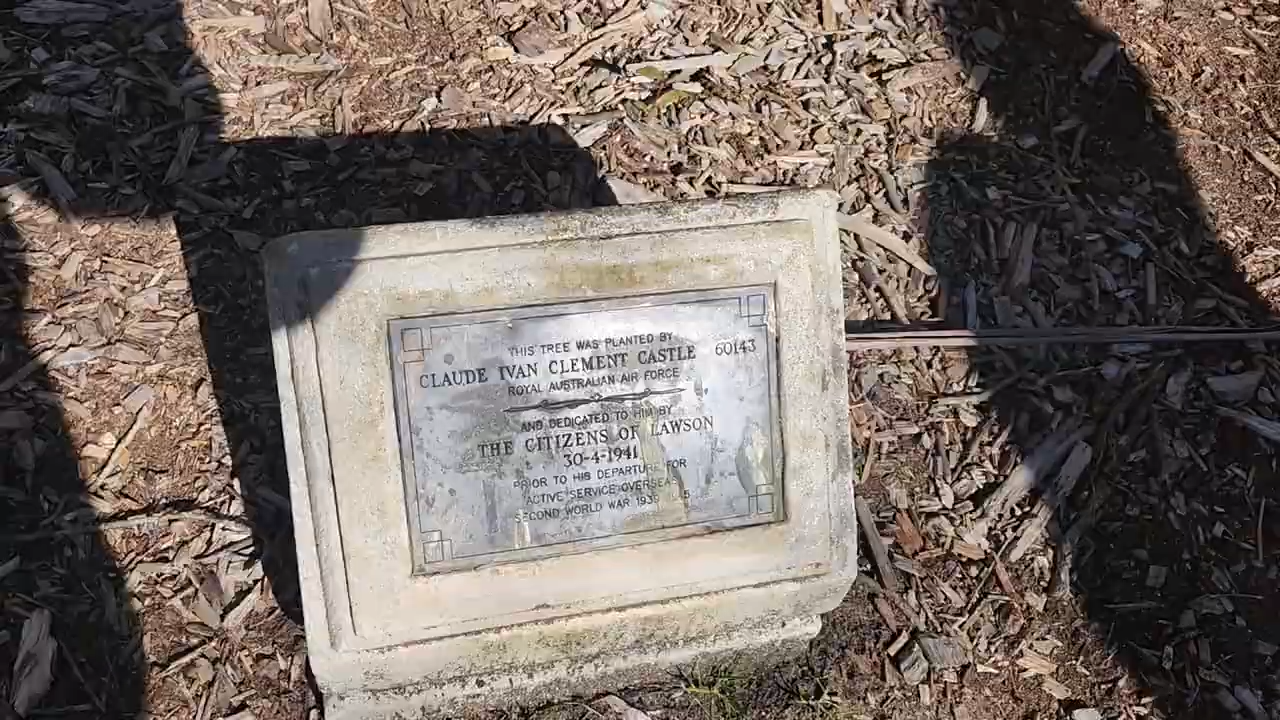 THIS TREE WAS PLANTED BY
CLAUDE IVAN CLEMENT CASTLE 60143
ROYAL AUSTRALIAN AIR FORCE
AND DEDICATED TO HIM BY
THE CITIZENS OF LAWSON
30-4-1941
PRIOR TO HIS DEPARTURE FOR
ACTIVE SERVICE OVERSEAS
SECOND WORLD WAR 1939